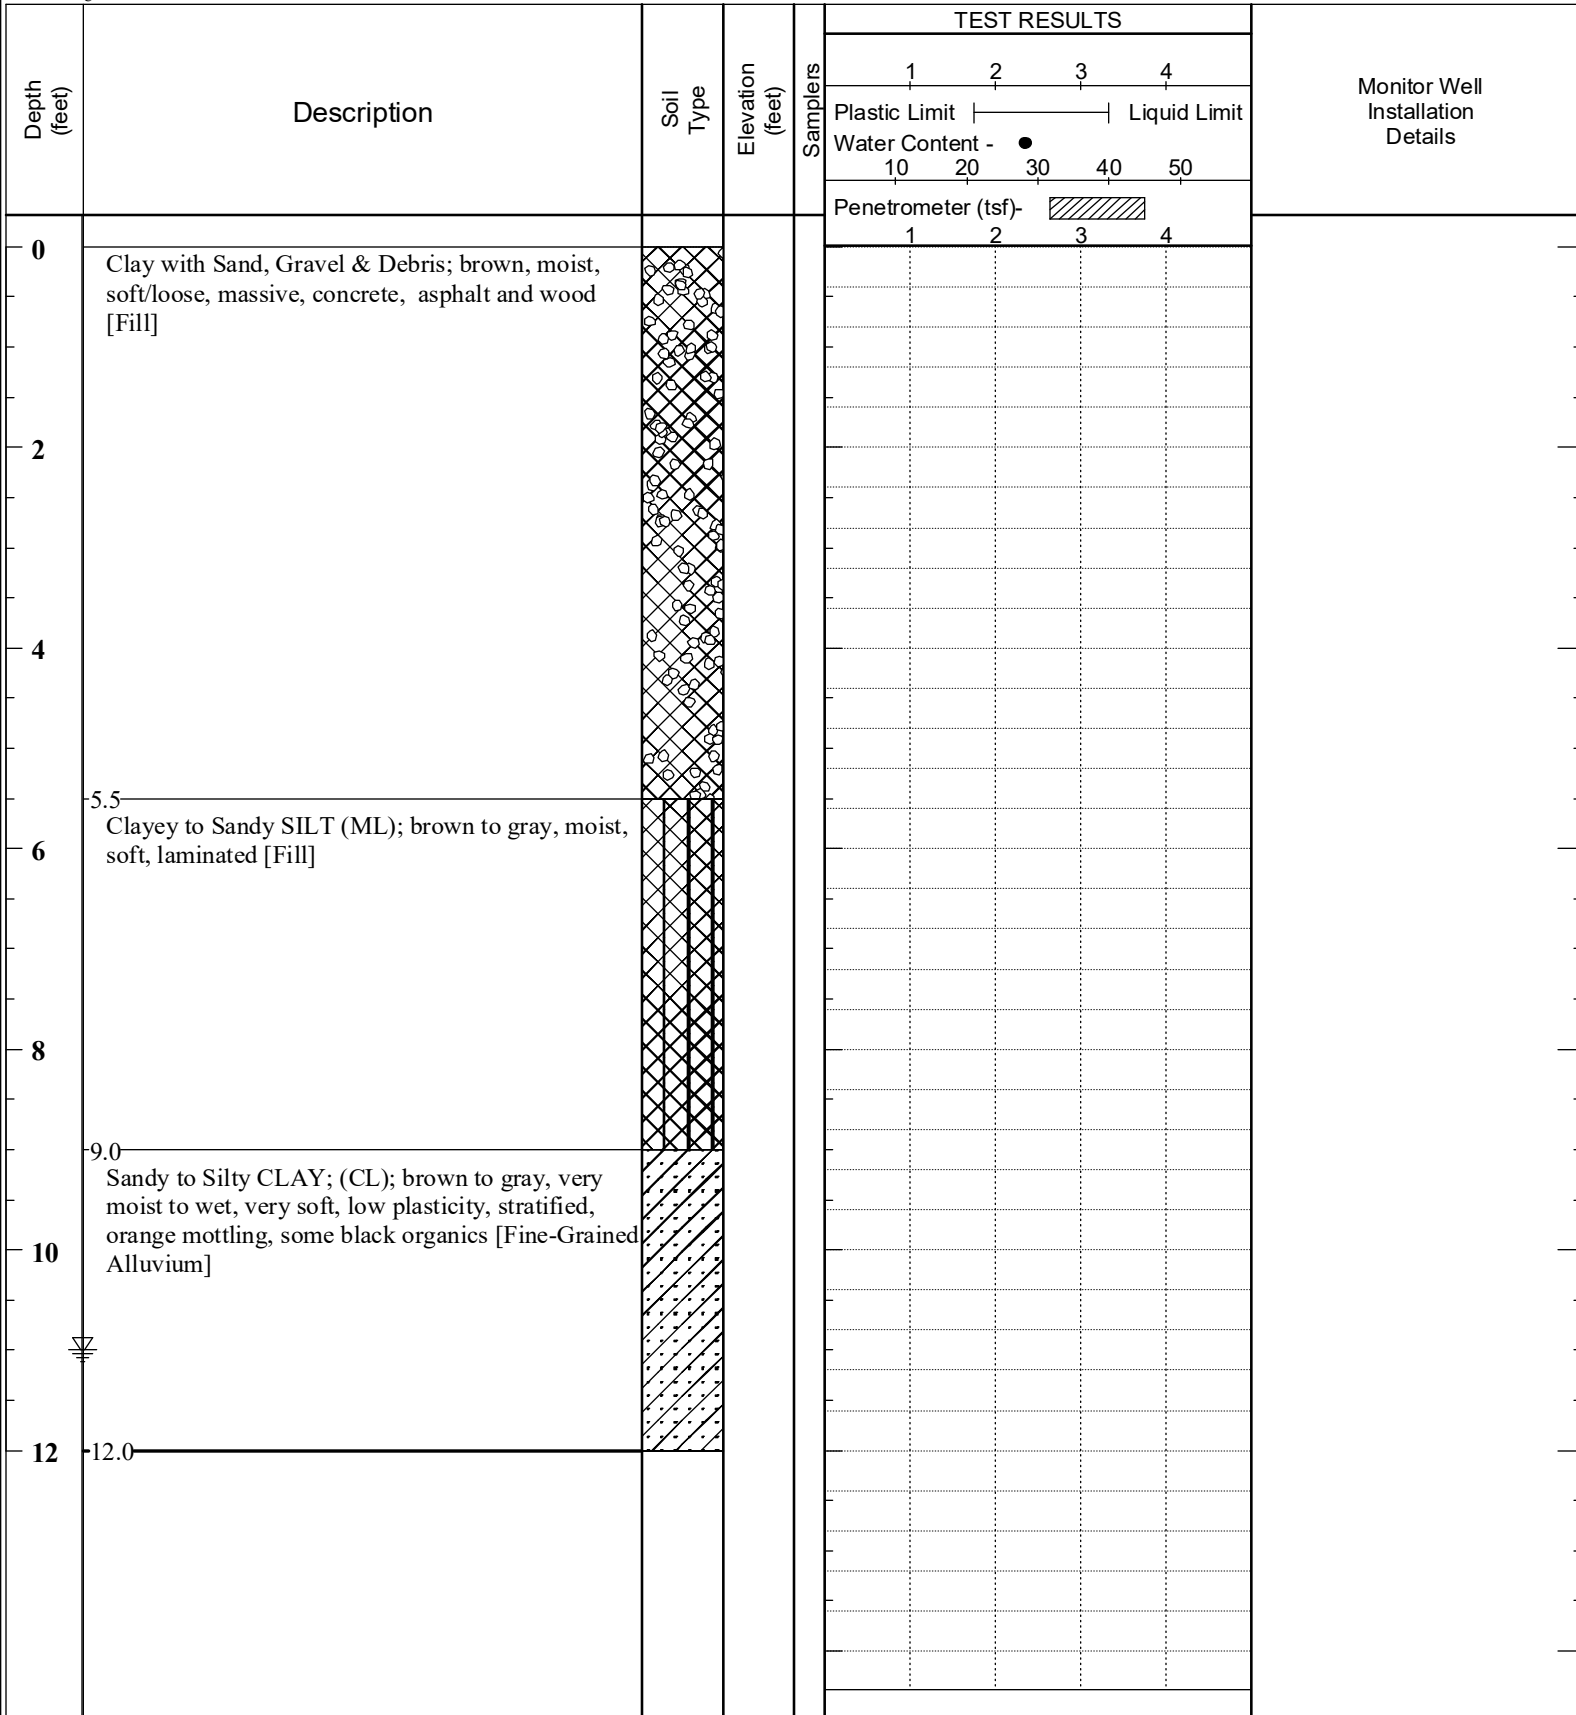 TEST RESULTS
Depth
(feet)
Description
Soil
Type
Elevation
(feet)
Samplers
1 2 3 4
Plastic Limit Liquid Limit
Water Content -
10 20 30 40 50
Penetrometer (tsf)-
1 2 3 4
Monitor Well
Installation
Details
0
Clay with Sand, Gravel & Debris; brown, moist,
soft/loose, massive, concrete, asphalt and wood
[Fill]
2
4
5.5
Clayey to Sandy SILT (ML); brown to gray, moist,
soft, laminated [Fill]
6
8
9.0
Sandy to Silty CLAY; (CL); brown to gray, very
moist to wet, very soft, low plasticity, stratified,
orange mottling, some black organics [Fine-Grained
Alluvium]
10
12
12.0